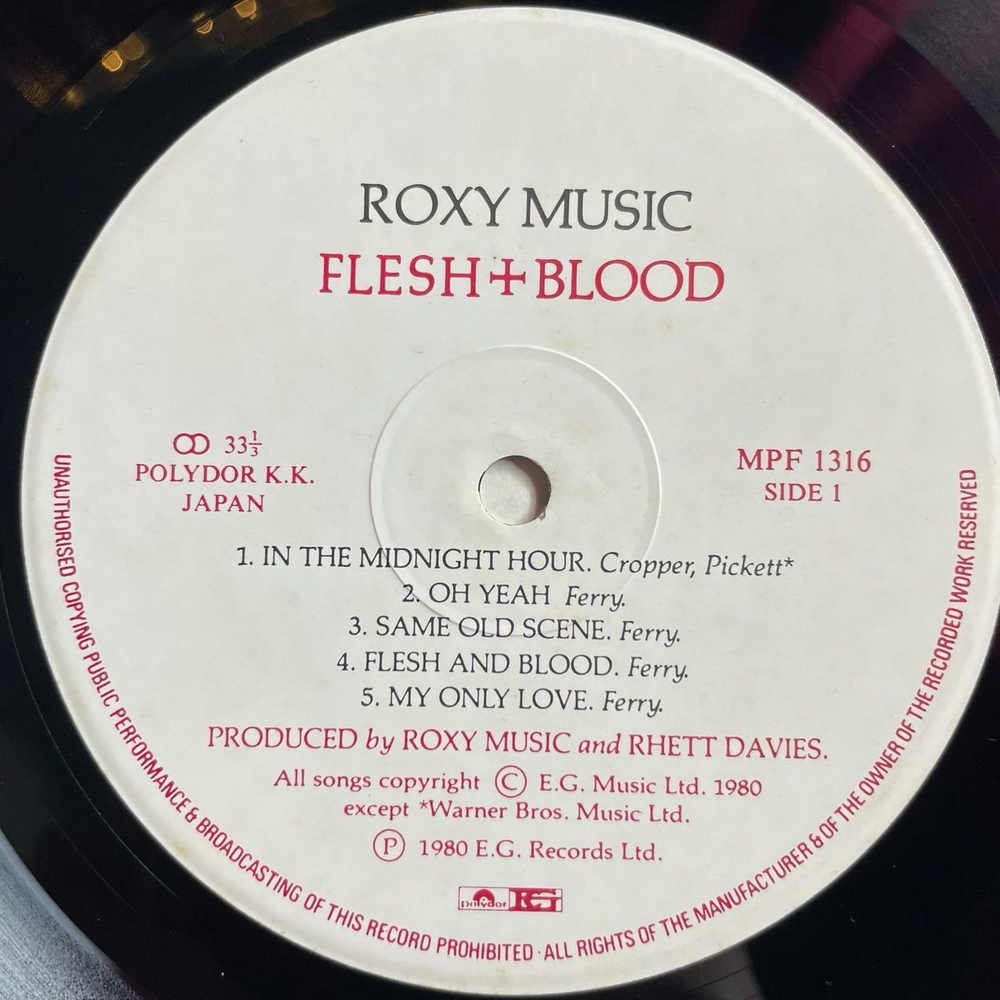 ROXY MUSIC
FLESH+BLOOD
33⅓
POLYDOR K.K.
JAPAN
MPF 1316
SIDE 1
1. IN THE MIDNIGHT HOUR. Cropper, Pickett*
2. OH YEAH Ferry.
3. SAME OLD SCENE. Ferry.
4. FLESH AND BLOOD. Ferry.
5. MY ONLY LOVE. Ferry.
PRODUCED by ROXY MUSIC and RHETT DAVIES.
All songs copyright © E.G. Music Ltd. 1980
except *Warner Bros. Music Ltd.
℗ 1980 E.G. Records Ltd.
polydor EG
UNAUTHORISED COPYING PUBLIC PERFORMANCE & BROADCASTING OF THIS RECORD PROHIBITED · ALL RIGHTS OF THE MANUFACTURER & OF THE OWNER OF THE RECORDED WORK RESERVED